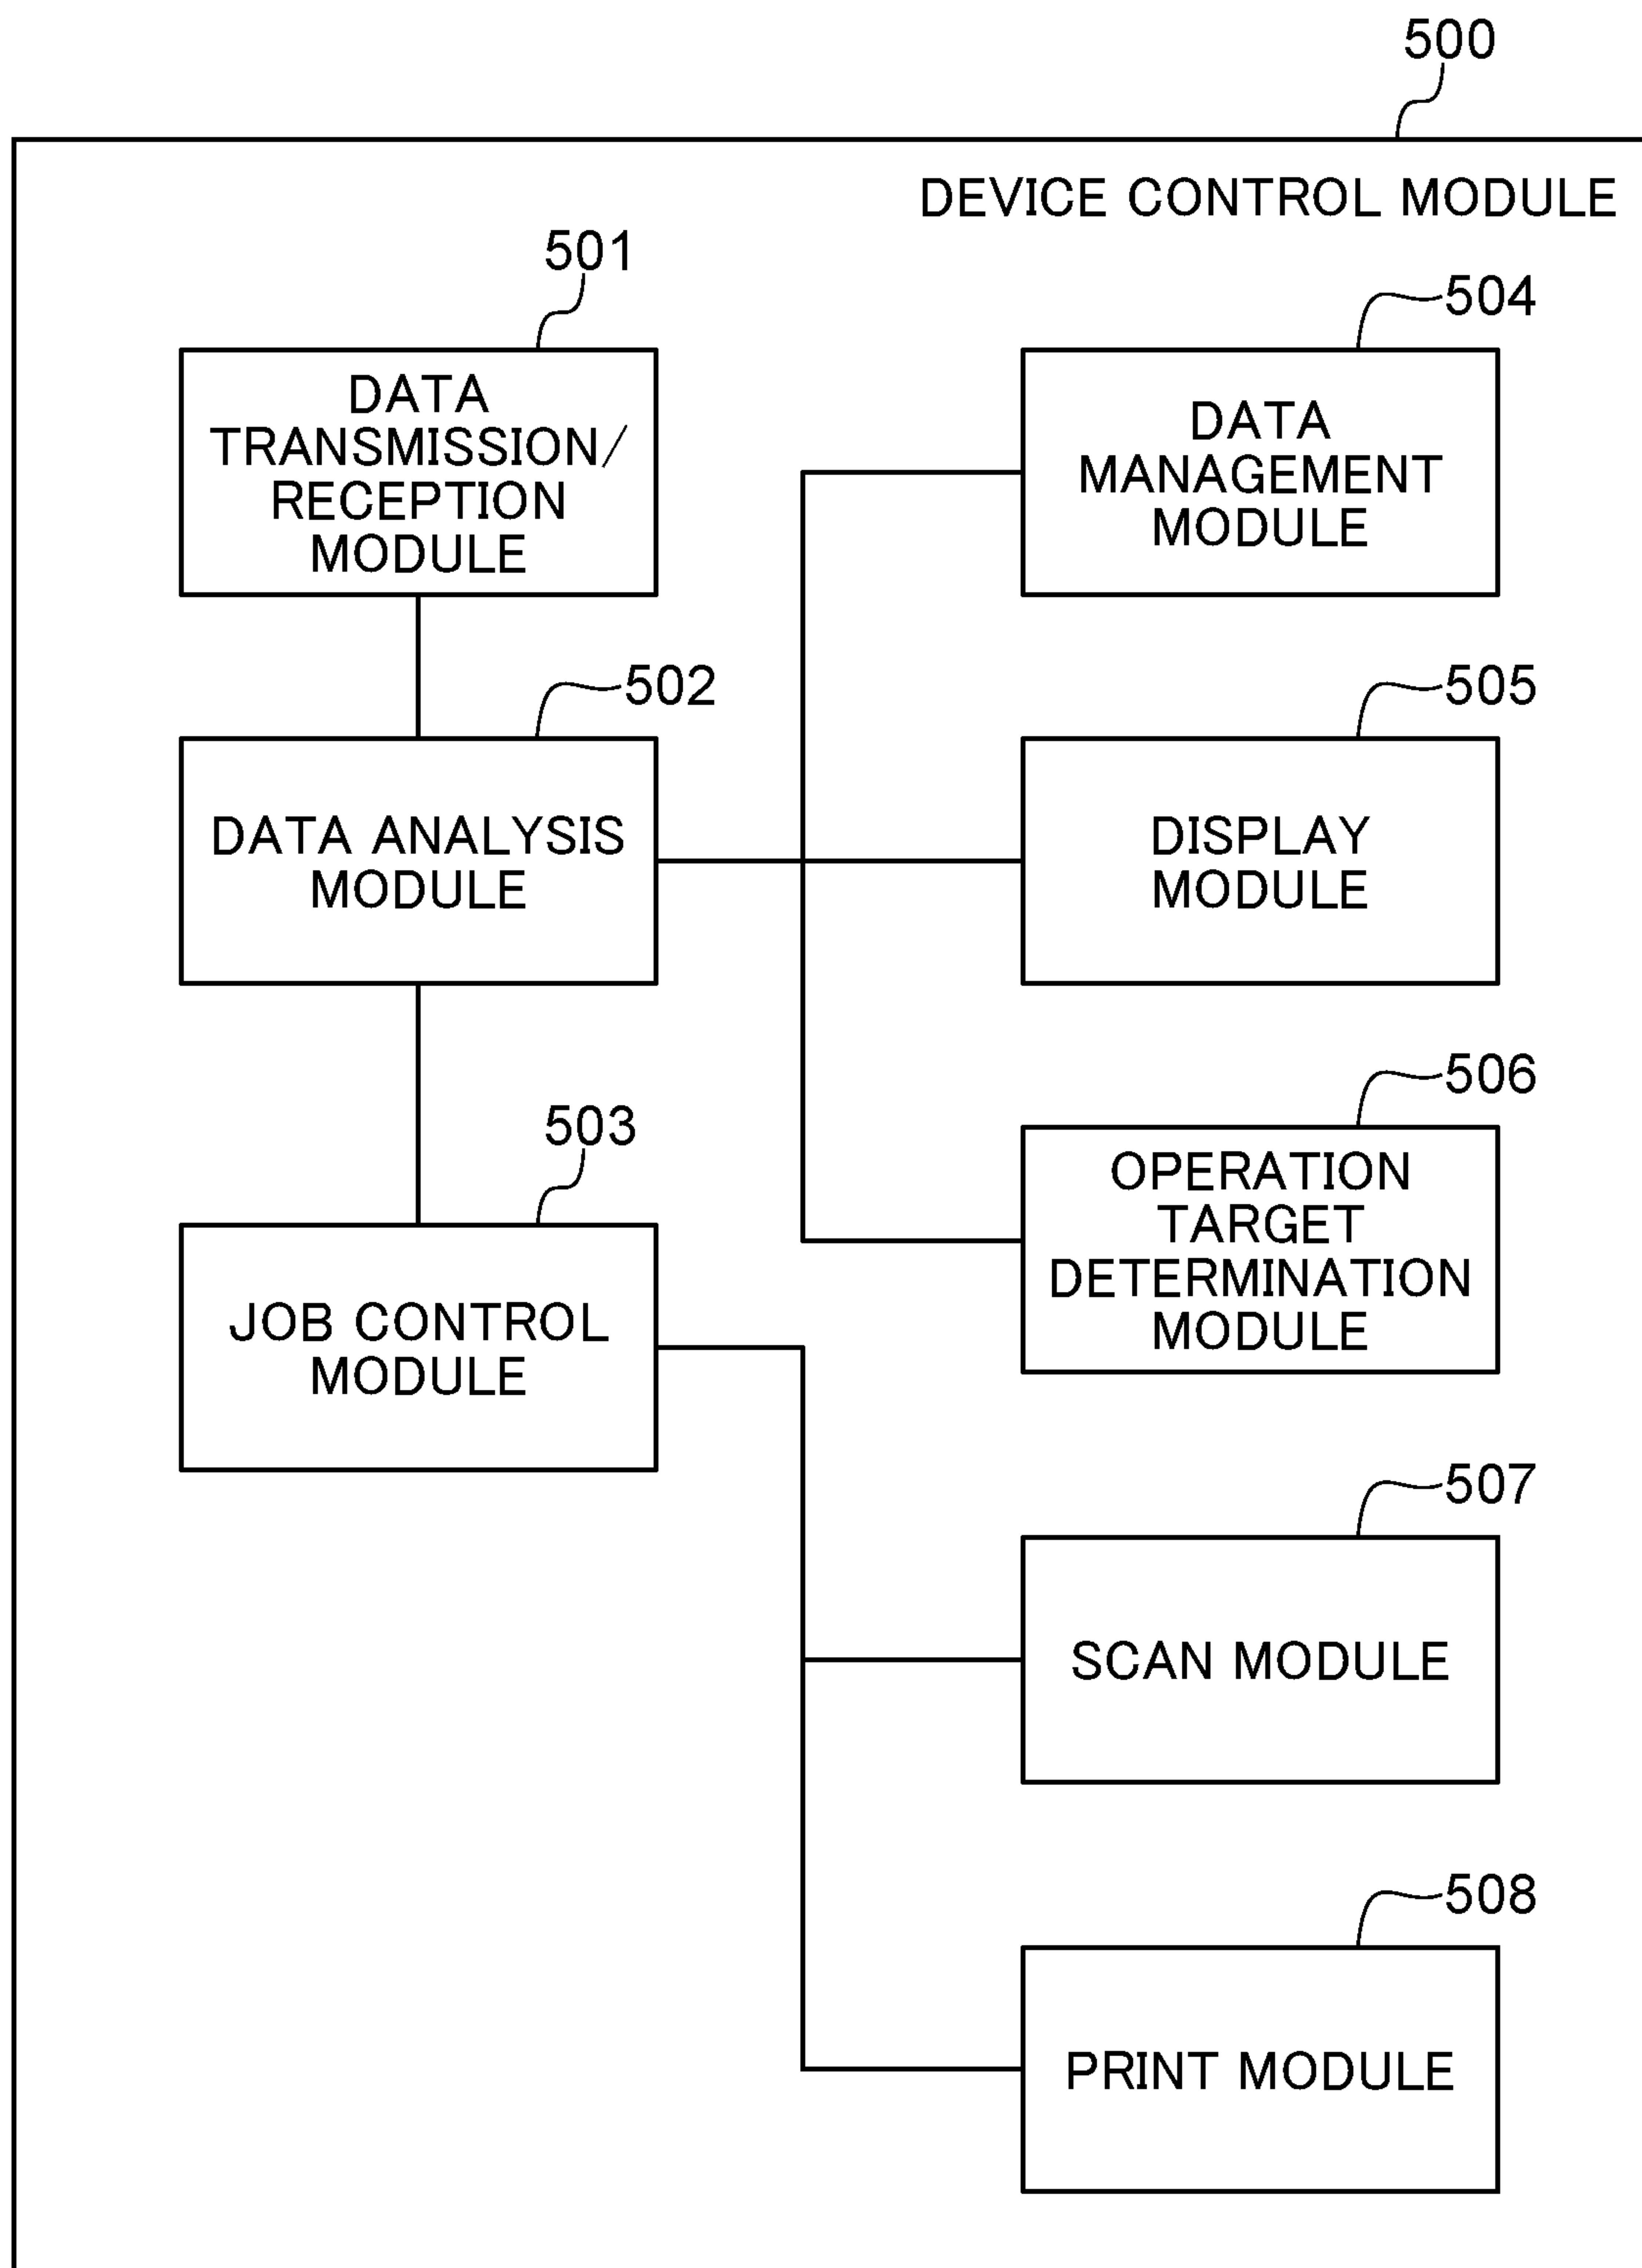 500
DEVICE CONTROL MODULE
501
DATA
TRANSMISSION/
RECEPTION
MODULE
502
DATA ANALYSIS
MODULE
503
JOB CONTROL
MODULE
504
DATA
MANAGEMENT
MODULE
505
DISPLAY
MODULE
506
OPERATION
TARGET
DETERMINATION
MODULE
507
SCAN MODULE
508
PRINT MODULE